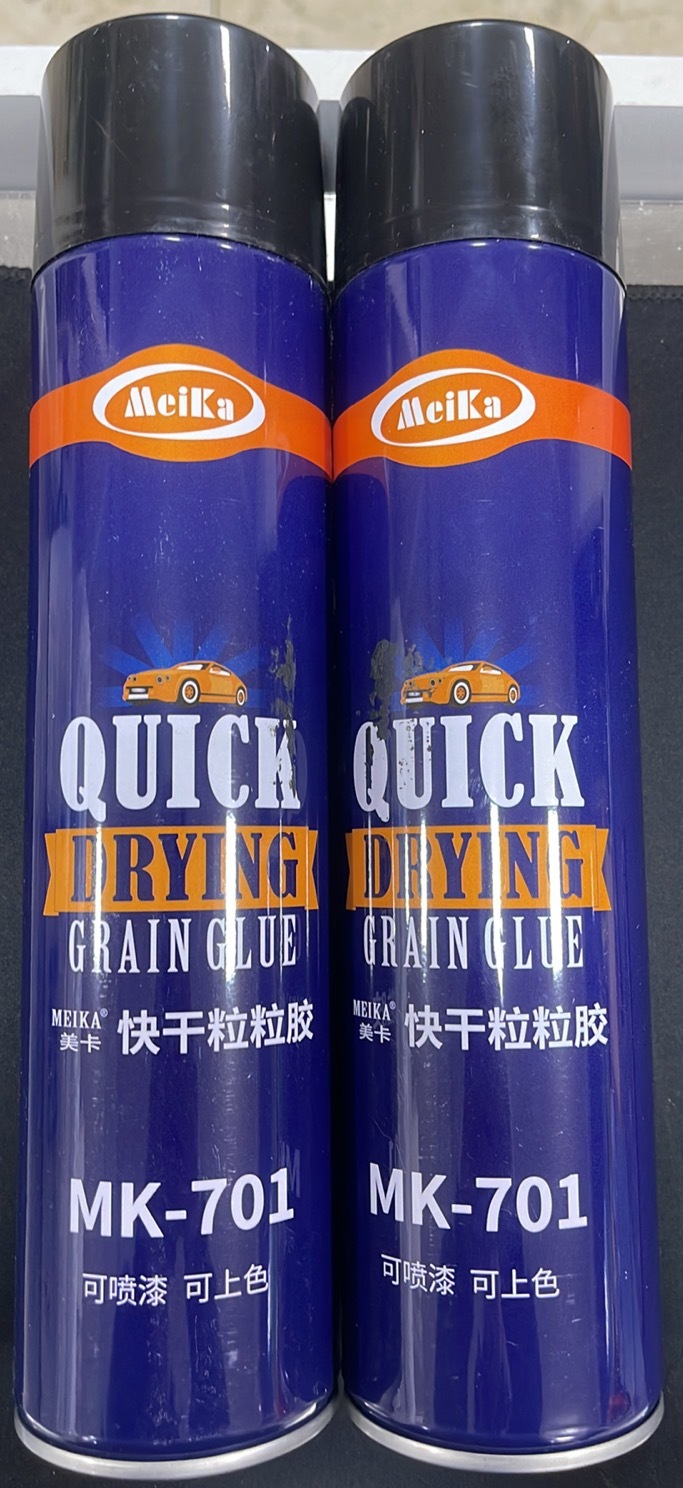 MeiKa
QUICK
DRYING
GRAIN GLUE
MEIKA®
美卡
快干粒粒胶
MK-701
可喷漆 可上色
MeiKa
QUICK
DRYING
GRAIN GLUE
MEIKA®
美卡
快干粒粒胶
MK-701
可喷漆 可上色